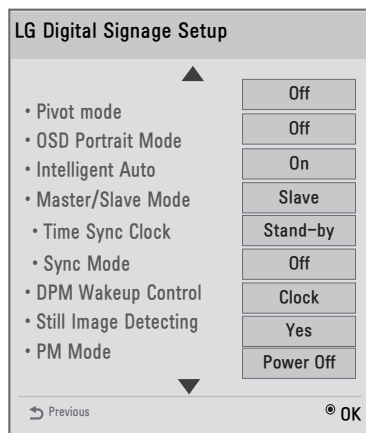 LG Digital Signage Setup
• Pivot mode Off
• OSD Portrait Mode Off
• Intelligent Auto On
• Master/Slave Mode Slave
• Time Sync Clock Stand-by
• Sync Mode Off
• DPM Wakeup Control Clock
• Still Image Detecting Yes
• PM Mode Power Off
Previous OK